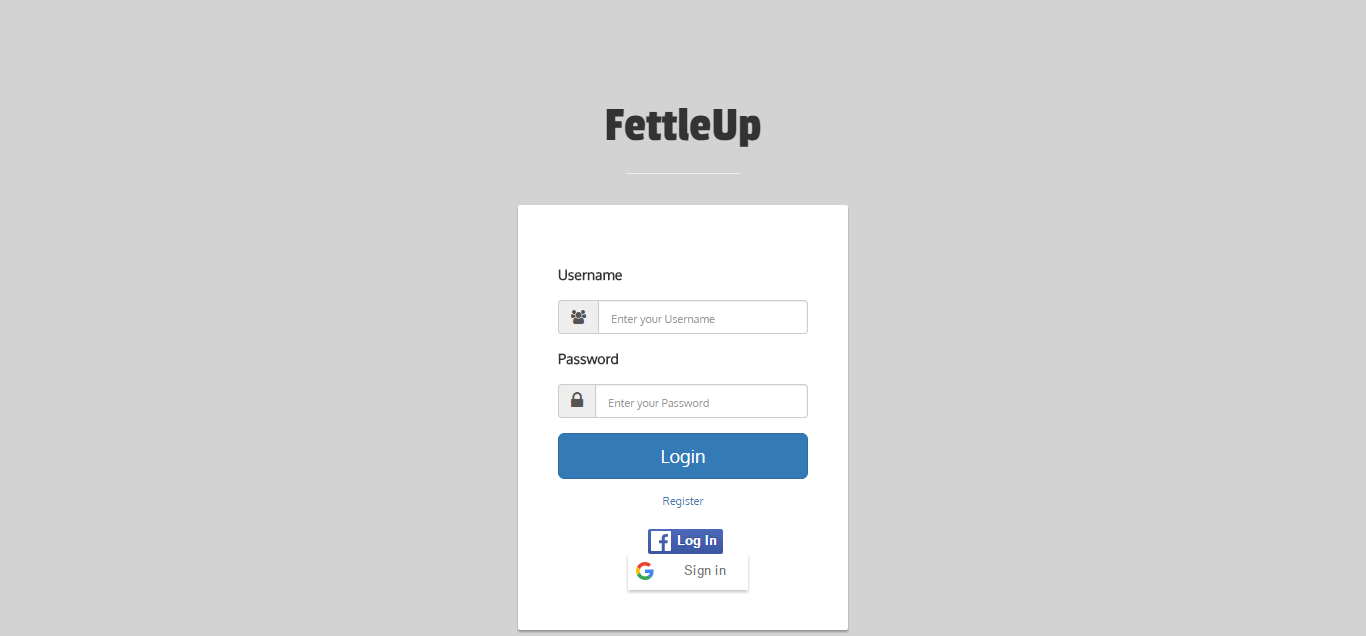 FettleUp
Username
Enter your Username
Password
Enter your Password
Login
Register
Log In
Sign in